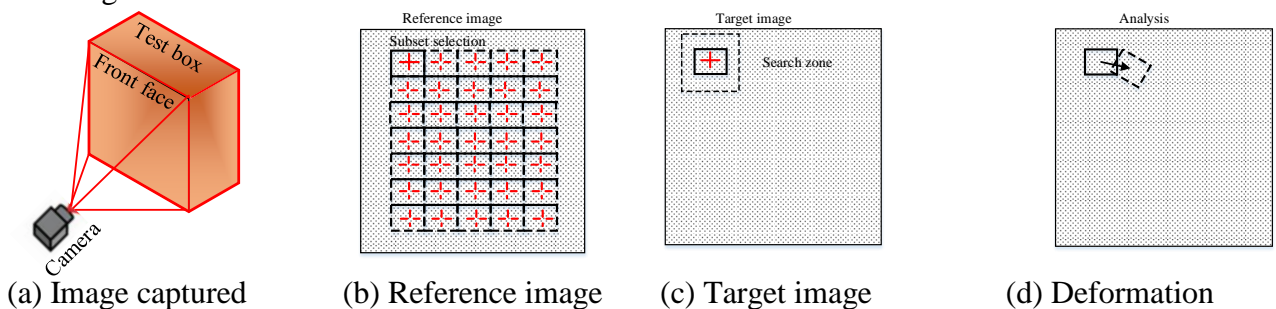 Reference image
Target image
Analysis
Subset selection
Test box
Front face
Search zone
Camera
(a) Image captured
(b) Reference image
(c) Target image
(d) Deformation